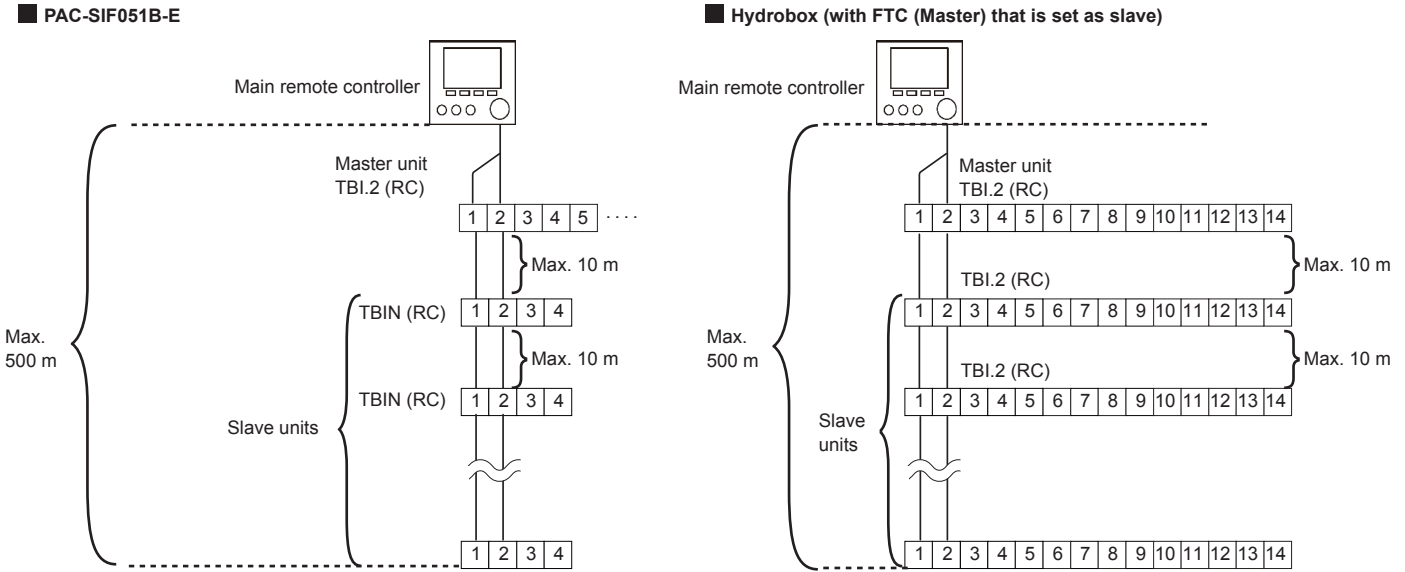 PAC-SIF051B-E
Main remote controller
Master unit
TBI.2 (RC)
1 2 3 4 5 ....
Max. 10 m
TBIN (RC) 1 2 3 4
Max. 10 m
TBIN (RC) 1 2 3 4
Max.
500 m
Slave units
1 2 3 4
Hydrobox (with FTC (Master) that is set as slave)
Main remote controller
Master unit
TBI.2 (RC)
1 2 3 4 5 6 7 8 9 10 11 12 13 14
Max. 10 m
TBI.2 (RC)
1 2 3 4 5 6 7 8 9 10 11 12 13 14
Max.
500 m
Max. 10 m
TBI.2 (RC)
1 2 3 4 5 6 7 8 9 10 11 12 13 14
Slave
units
1 2 3 4 5 6 7 8 9 10 11 12 13 14